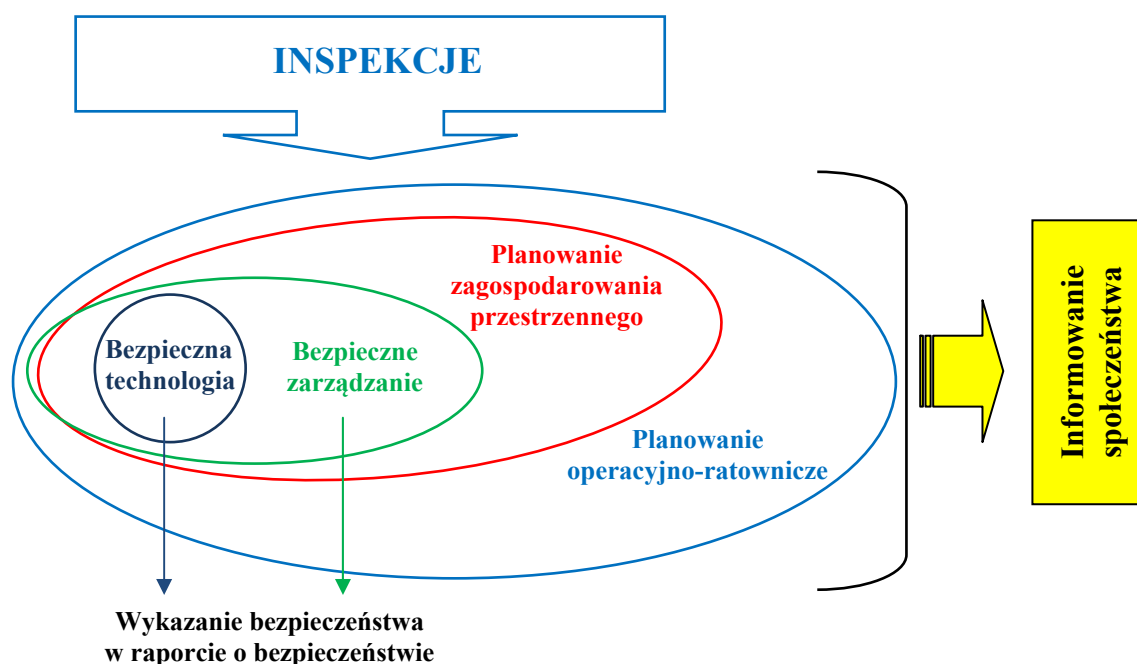 INSPEKCJE
Planowanie
zagospodarowania
przestrzennego
Bezpieczna
technologia
Bezpieczne
zarządzanie
Planowanie
operacyjno-ratownicze
Informowanie
społeczeństwa
Wykazanie bezpieczeństwa
w raporcie o bezpieczeństwie